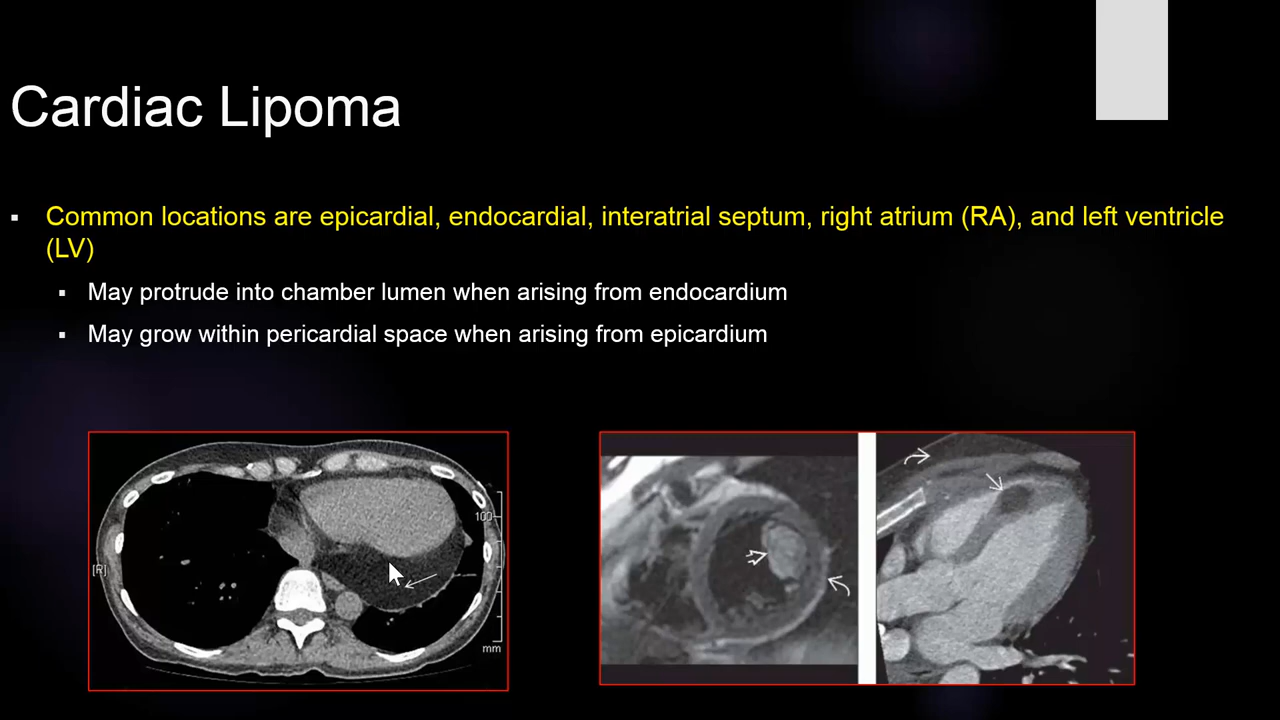 Cardiac Lipoma
Common locations are epicardial, endocardial, interatrial septum, right atrium (RA), and left ventricle
(LV)
May protrude into chamber lumen when arising from endocardium
May grow within pericardial space when arising from epicardium
100
[R]
mm